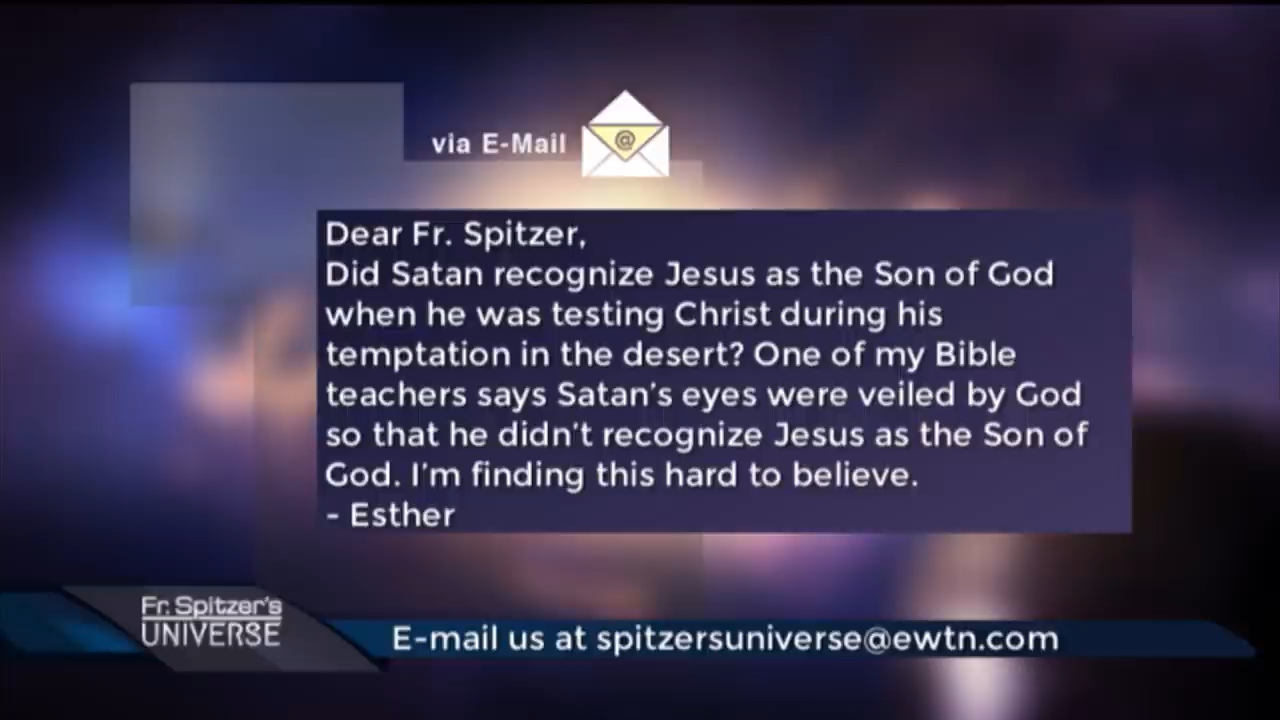 via E-Mail
@
Dear Fr. Spitzer,
Did Satan recognize Jesus as the Son of God
when he was testing Christ during his
temptation in the desert? One of my Bible
teachers says Satan's eyes were veiled by God
so that he didn't recognize Jesus as the Son of
God. I'm finding this hard to believe.
- Esther
Fr. Spitzer's
UNIVERSE
E-mail us at spitzersuniverse@ewtn.com